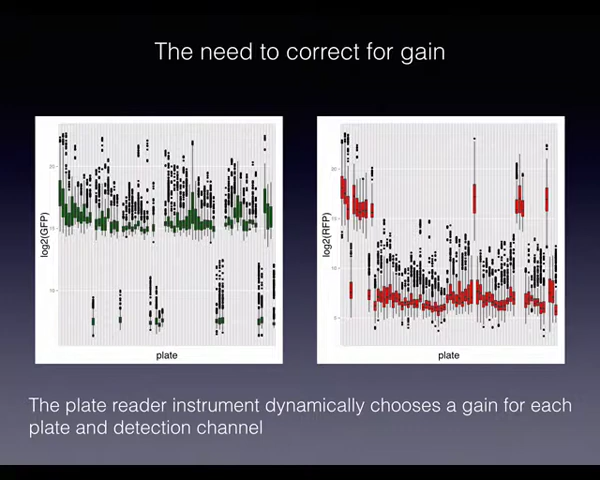 The need to correct for gain
log2(GFP)
20
15
10
plate
log2(RFP)
20
15
10
5
plate
The plate reader instrument dynamically chooses a gain for each
plate and detection channel